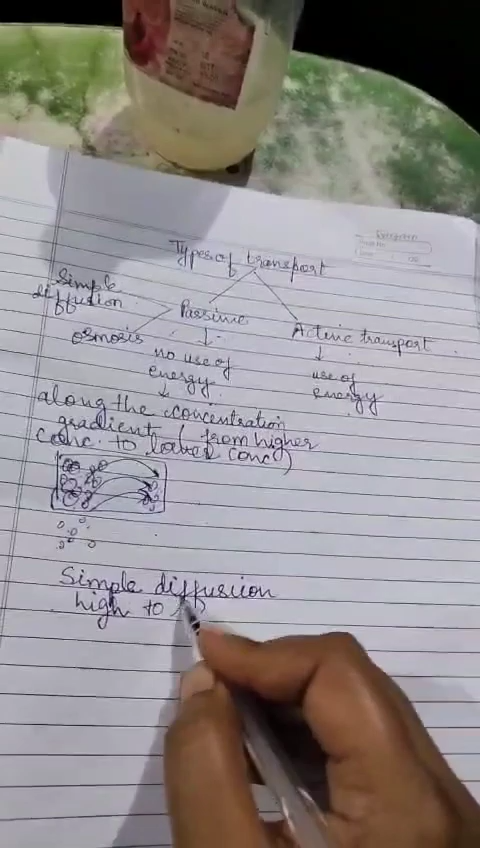 Types of transport
Simple
diffusion
Passive
osmosis
Active transport
no use of
energy
use of
energy
along the concentration
gradient (from higher
conc. to lower conc)
Simple diffusion
high to